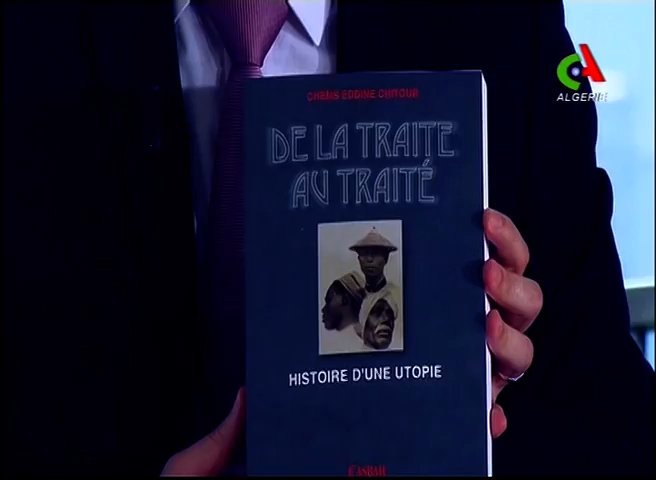 CHEMS EDDINE CHITOUR
DE LA TRAITE
AU TRAITÉ
HISTOIRE D'UNE UTOPIE
CASBAH
ALGERIE